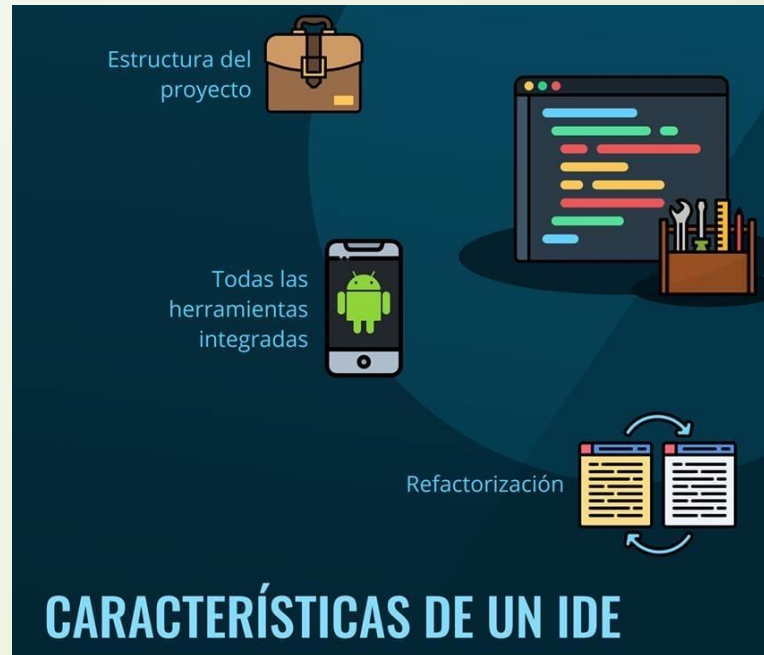 Estructura del
proyecto
Todas las
herramientas
integradas
Refactorización
CARACTERÍSTICAS DE UN IDE